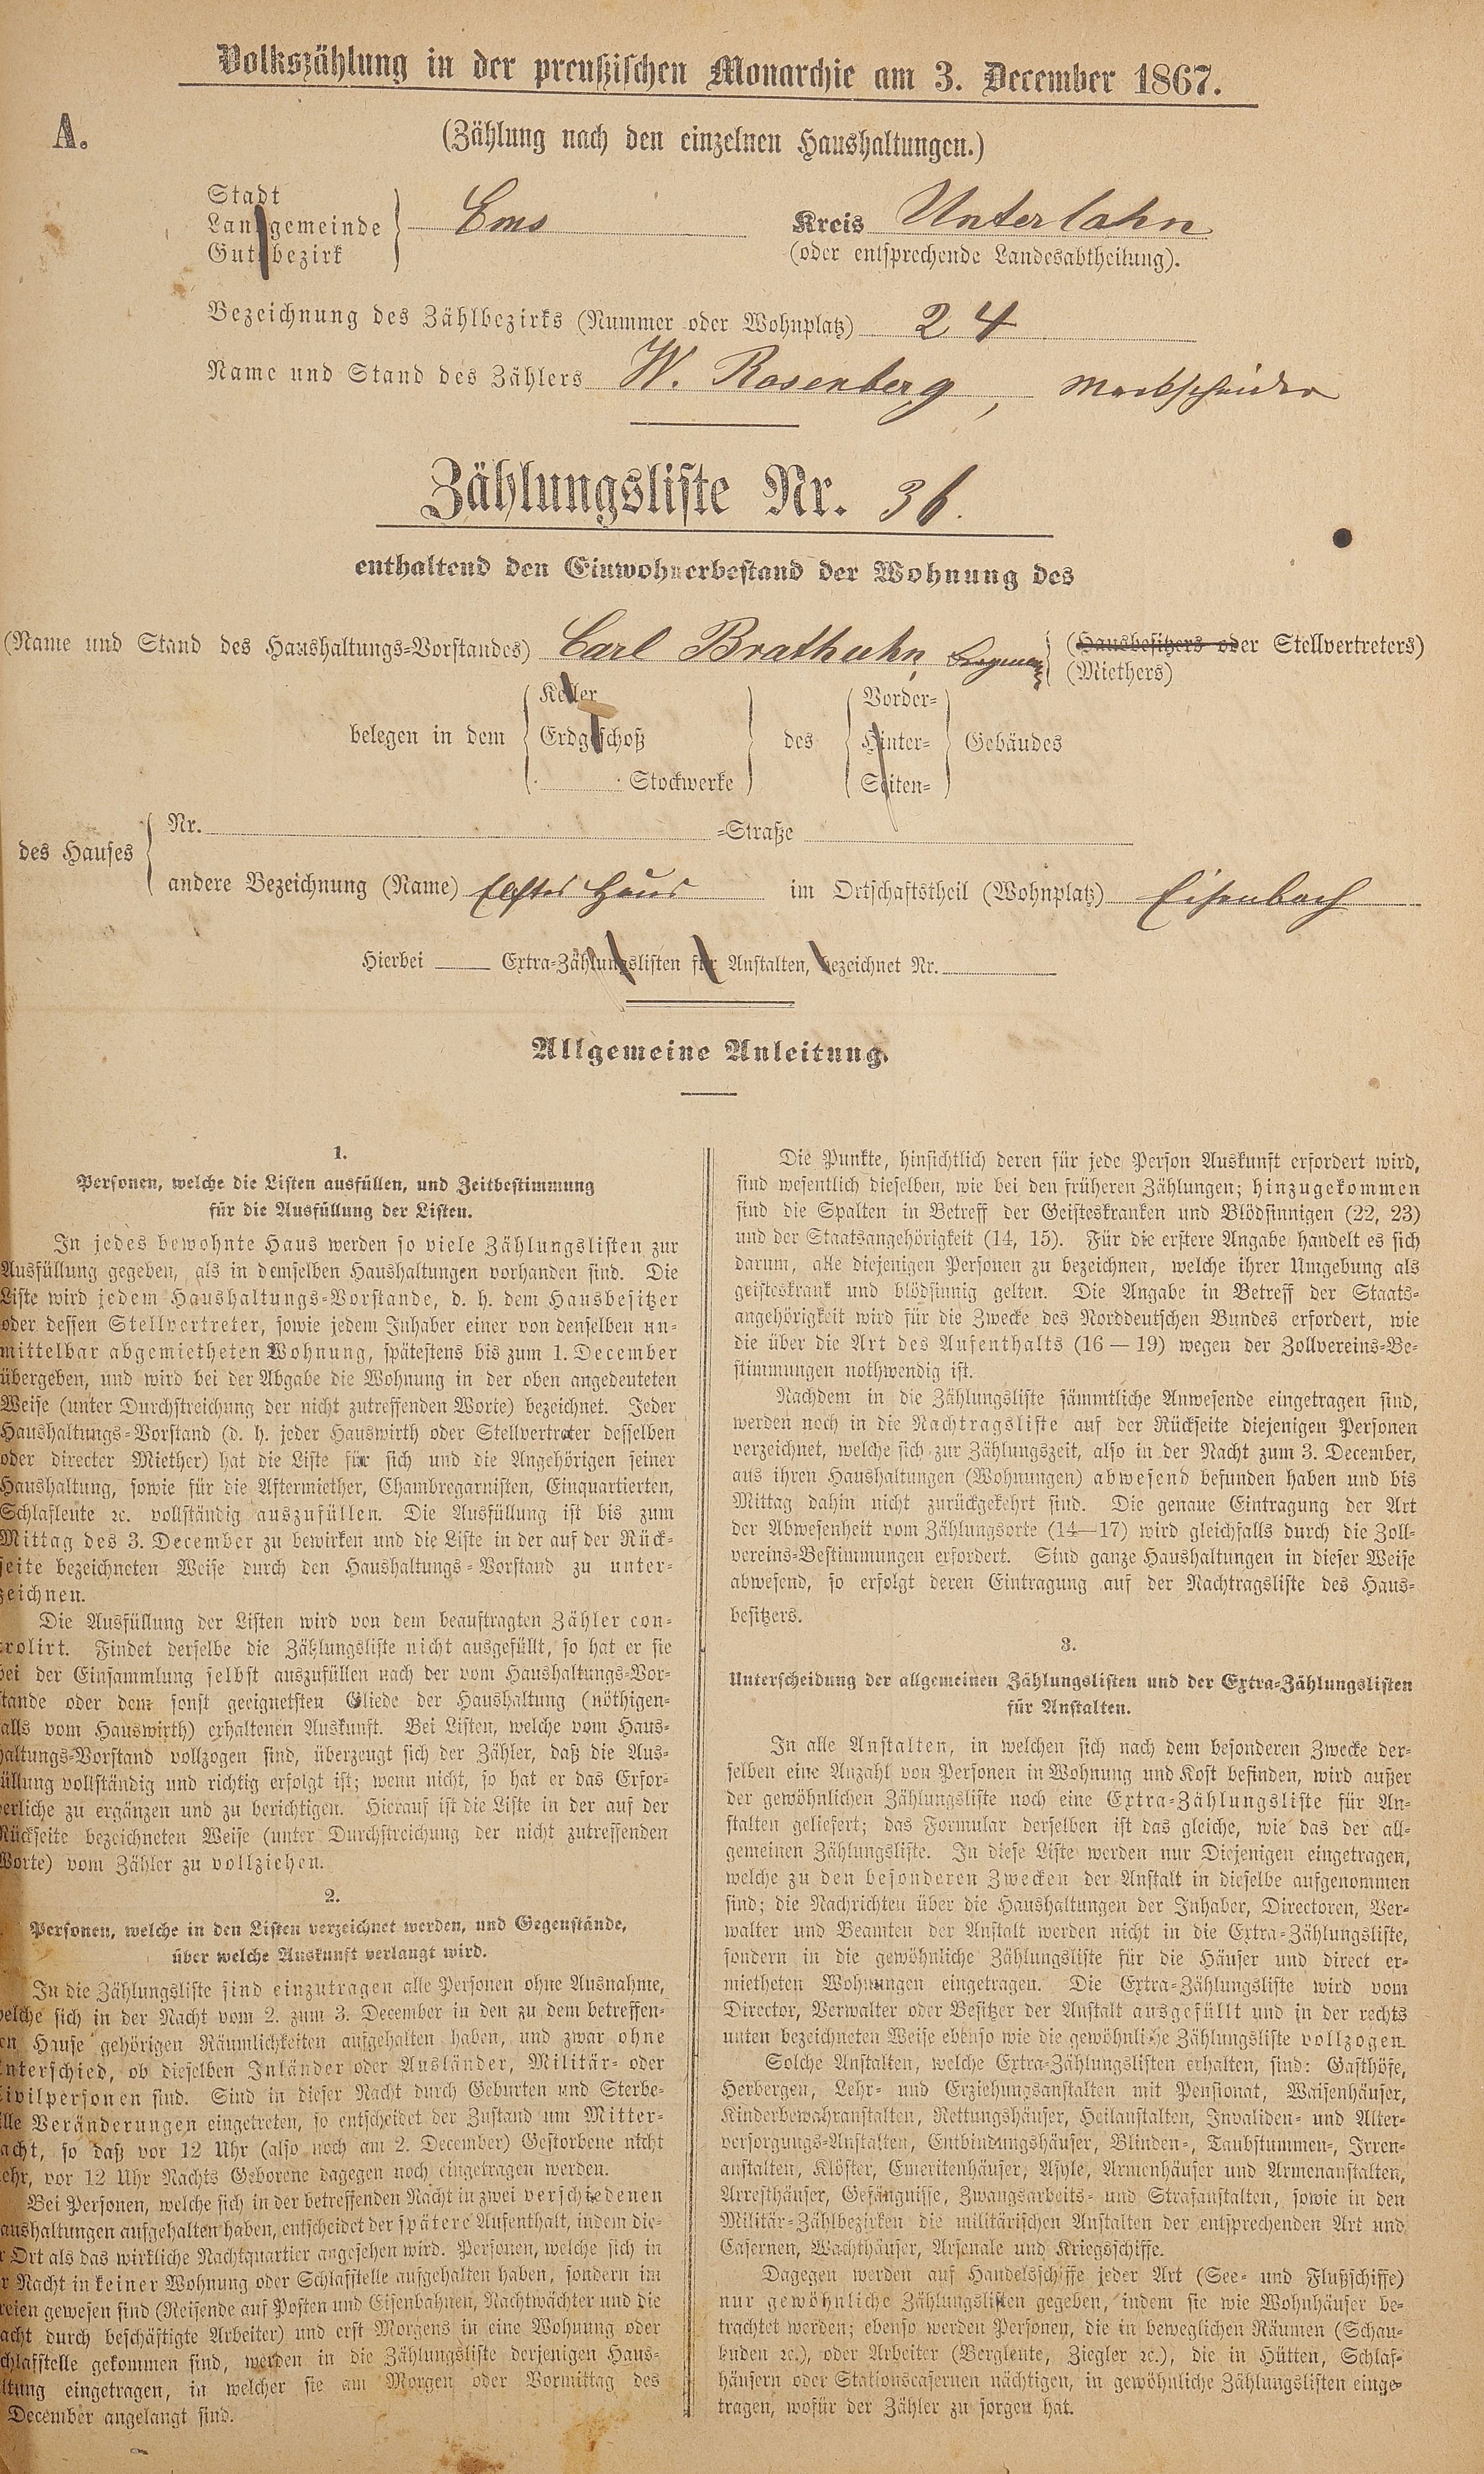 Volkszählung in der preußischen Monarchie am 3. December 1867.
A.
(Zählung nach den einzelnen Haushaltungen.)
Stadt
Landgemeinde
Gutsbezirk
Ems
Kreis Unterlahn
(oder entsprechende Landesabtheilung).
Bezeichnung des Zählbezirks (Nummer oder Wohnplatz) 24
Name und Stand des Zählers W. Rosenberg, Markscheider
Zählungsliste Nr. 36.
enthaltend den Einwohnerbestand der Wohnung des
(Name und Stand des Haushaltungs-Vorstandes) Carl Brathuhn (Hausbesitzers oder Stellvertreters)
(Miethers)
Keller
Erdgeschoß
Stockwerke
belegen in dem
des
Vorder-
Hinter-
Seiten-
Gebäudes
des Hauses
Nr. -Straße
andere Bezeichnung (Name) Haus im Ortschaftstheil (Wohnplatz) Eisenbach
Hierbei Extra-Zählungslisten für Anstalten, bezeichnet Nr.
Allgemeine Anleitung.
1.
Personen, welche die Listen ausfüllen, und Zeitbestimmung
für die Ausfüllung der Listen.
In jedes bewohnte Haus werden so viele Zählungslisten zur
Ausfüllung gegeben, als in demselben Haushaltungen vorhanden sind. Die
Liste wird jedem Haushaltungs-Vorstande, d. h. dem Hausbesitzer
oder dessen Stellvertreter, sowie jedem Inhaber einer von denselben un-
mittelbar abgemietheten Wohnung, spätestens bis zum 1. December
übergeben, und wird bei der Abgabe die Wohnung in der oben angedeuteten
Weise (unter Durchstreichung der nicht zutreffenden Worte) bezeichnet. Jeder
Haushaltungs-Vorstand (d. h. jeder Hauswirth oder Stellvertreter desselben
oder directer Miether) hat die Liste für sich und die Angehörigen seiner
Haushaltung, sowie für die Aftermiether, Chambregarnisten, Einquartierten,
Schlafleute ꝛc. vollständig auszufüllen. Die Ausfüllung ist bis zum
Mittag des 3. December zu bewirken und die Liste in der auf der Rück-
seite bezeichneten Weise durch den Haushaltungs-Vorstand zu unter-
zeichnen.
Die Ausfüllung der Listen wird von dem beauftragten Zähler con-
trolirt. Findet derselbe die Zählungsliste nicht ausgefüllt, so hat er sie
bei der Einsammlung selbst auszufüllen nach der vom Haushaltungs-Vor-
stande oder dem sonst geeignetsten Gliede der Haushaltung (nöthigen-
falls vom Hauswirth) erhaltenen Auskunft. Bei Listen, welche vom Haus-
haltungs-Vorstand vollzogen sind, überzeugt sich der Zähler, daß die Aus-
füllung vollständig und richtig erfolgt ist; wenn nicht, so hat er das Erfor-
derliche zu ergänzen und zu berichtigen. Hierauf ist die Liste in der auf der
Rückseite bezeichneten Weise (unter Durchstreichung der nicht zutreffenden
Worte) vom Zähler zu vollziehen.
2.
Personen, welche in den Listen verzeichnet werden, und Gegenstände,
über welche Auskunft verlangt wird.
In die Zählungsliste sind einzutragen alle Personen ohne Ausnahme,
welche sich in der Nacht vom 2. zum 3. December in den zu dem betreffen-
den Hause gehörigen Räumlichkeiten aufgehalten haben, und zwar ohne
Unterschied, ob dieselben Inländer oder Ausländer, Militär- oder
Civilpersonen sind. Sind in dieser Nacht durch Geburten und Sterbe-
fälle Veränderungen eingetreten, so entscheidet der Zustand um Mitter-
nacht, so daß vor 12 Uhr (also noch am 2. December) Gestorbene nicht
mehr, vor 12 Uhr Nachts Geborene dagegen noch eingetragen werden.
Bei Personen, welche sich in der betreffenden Nacht in zwei verschiedenen
Haushaltungen aufgehalten haben, entscheidet der spätere Aufenthalt, indem die-
ser Ort als das wirkliche Nachtquartier angesehen wird. Personen, welche sich in
der Nacht in keiner Wohnung oder Schlafstelle aufgehalten haben, sondern im
Freien gewesen sind (Reisende auf Posten und Eisenbahnen, Nachtwächter und die
Nacht durch beschäftigte Arbeiter) und erst Morgens in eine Wohnung oder
Schlafstelle gekommen sind, werden in die Zählungsliste derjenigen Haus-
haltung eingetragen, in welcher sie am Morgen oder Vormittag des
December angelangt sind.
Die Punkte, hinsichtlich deren für jede Person Auskunft erfordert wird,
sind wesentlich dieselben, wie bei den früheren Zählungen; hinzugekommen
sind die Spalten in Betreff der Geisteskranken und Blödsinnigen (22, 23)
und der Staatsangehörigkeit (14, 15). Für die erstere Angabe handelt es sich
darum, alle diejenigen Personen zu bezeichnen, welche ihrer Umgebung als
geisteskrank und blödsinnig gelten. Die Angabe in Betreff der Staats-
angehörigkeit wird für die Zwecke des Norddeutschen Bundes erfordert, wie
die über die Art des Aufenthalts (16 — 19) wegen der Zollvereins-Be-
stimmungen nothwendig ist.
Nachdem in die Zählungsliste sämmtliche Anwesende eingetragen sind,
werden noch in die Nachtragsliste auf der Rückseite diejenigen Personen
verzeichnet, welche sich zur Zählungszeit, also in der Nacht zum 3. December,
aus ihren Haushaltungen (Wohnungen) abwesend befunden haben und bis
Mittag dahin nicht zurückgekehrt sind. Die genaue Eintragung der Art
der Abwesenheit vom Zählungsorte (14—17) wird gleichfalls durch die Zoll-
vereins-Bestimmungen erfordert. Sind ganze Haushaltungen in dieser Weise
abwesend, so erfolgt deren Eintragung auf der Nachtragsliste des Haus-
besitzers.
3.
Unterscheidung der allgemeinen Zählungslisten und der Extra-Zählungslisten
für Anstalten.
In alle Anstalten, in welchen sich nach dem besonderen Zwecke der-
selben eine Anzahl von Personen in Wohnung und Kost befinden, wird außer
der gewöhnlichen Zählungsliste noch eine Extra-Zählungsliste für An-
stalten geliefert; das Formular derselben ist das gleiche, wie das der all-
gemeinen Zählungsliste. In diese Liste werden nur Diejenigen eingetragen,
welche zu den besonderen Zwecken der Anstalt in dieselbe aufgenommen
sind; die Nachrichten über die Haushaltungen der Inhaber, Directoren, Ver-
walter und Beamten der Anstalt werden nicht in die Extra-Zählungsliste,
sondern in die gewöhnliche Zählungsliste für die Häuser und direct er-
mietheten Wohnungen eingetragen. Die Extra-Zählungsliste wird vom
Director, Verwalter oder Besitzer der Anstalt ausgefüllt und in der rechts
unten bezeichneten Weise ebenso wie die gewöhnliche Zählungsliste vollzogen.
Solche Anstalten, welche Extra-Zählungslisten erhalten, sind: Gasthöfe,
Herbergen, Lehr- und Erziehungsanstalten mit Pensionat, Waisenhäuser,
Kinderbewahranstalten, Rettungshäuser, Heilanstalten, Invaliden- und Alter-
versorgungs-Anstalten, Entbindungshäuser, Blinden-, Taubstummen-, Irren-
anstalten, Klöster, Emeritenhäuser, Asyle, Armenhäuser und Armenanstalten,
Arresthäuser, Gefängnisse, Zwangsarbeits- und Strafanstalten, sowie in den
Militär-Zählbezirken die militärischen Anstalten der entsprechenden Art und
Casernen, Wachthäuser, Arsenale und Kriegsschiffe.
Dagegen werden auf Handelsschiffe jeder Art (See- und Flußschiffe)
nur gewöhnliche Zählungslisten gegeben, indem sie wie Wohnhäuser be-
trachtet werden; ebenso werden Personen, die in beweglichen Räumen (Schau-
buden ꝛc.), oder Arbeiter (Bergleute, Ziegler ꝛc.), die in Hütten, Schlaf-
häusern oder Stationscasernen nächtigen, in gewöhnliche Zählungslisten einge-
tragen, wofür der Zähler zu sorgen hat.